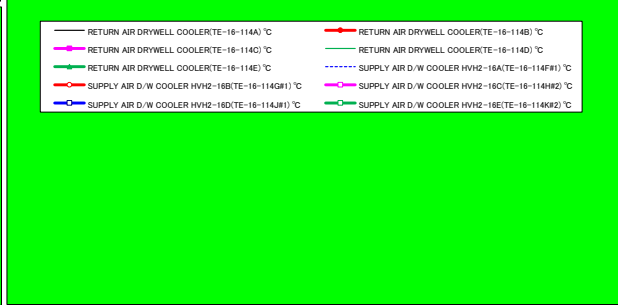 RETURN AIR DRYWELL COOLER(TE-16-114A) ℃ RETURN AIR DRYWELL COOLER(TE-16-114B) ℃
RETURN AIR DRYWELL COOLER(TE-16-114C) ℃ RETURN AIR DRYWELL COOLER(TE-16-114D) ℃
RETURN AIR DRYWELL COOLER(TE-16-114E) ℃ SUPPLY AIR D/W COOLER HVH2-16A(TE-16-114F#1) ℃
SUPPLY AIR D/W COOLER HVH2-16B(TE-16-114G#1) ℃ SUPPLY AIR D/W COOLER HVH2-16C(TE-16-114H#2) ℃
SUPPLY AIR D/W COOLER HVH2-16D(TE-16-114J#1) ℃ SUPPLY AIR D/W COOLER HVH2-16E(TE-16-114K#2) ℃